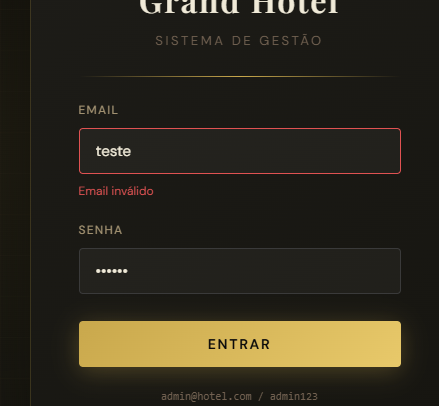 Grand Hotel
SISTEMA DE GESTÃO
EMAIL
teste
Email inválido
SENHA
••••••
ENTRAR
admin@hotel.com / admin123